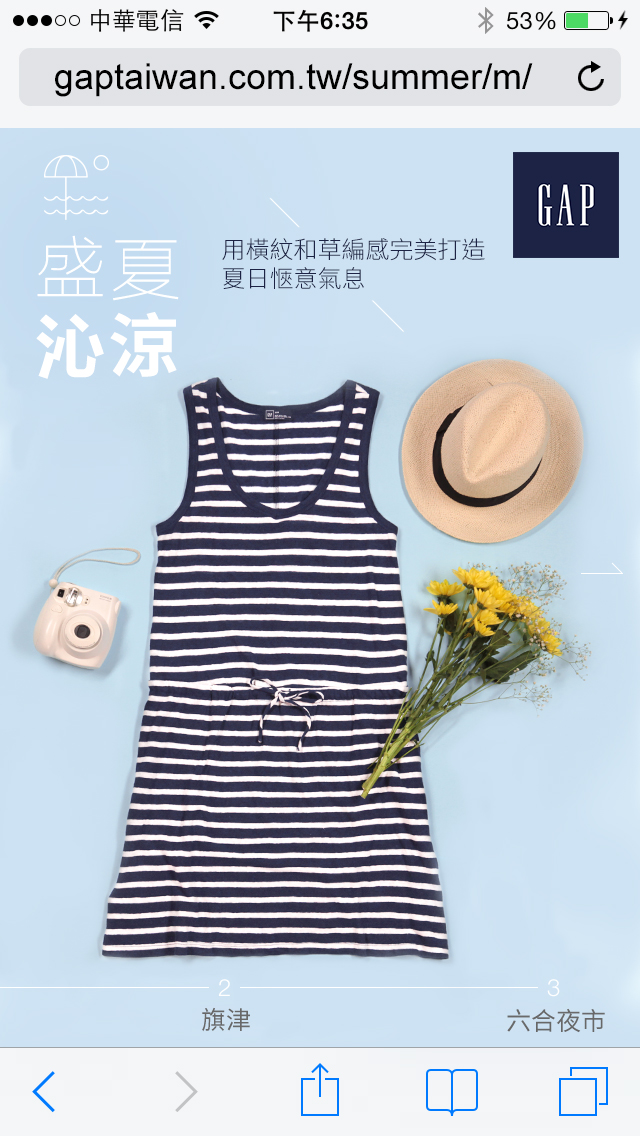 中華電信
下午6:35
53%
gaptaiwan.com.tw/summer/m/
GAP
盛夏
沁涼
用橫紋和草編感完美打造
夏日愜意氣息
2
旗津
3
六合夜市